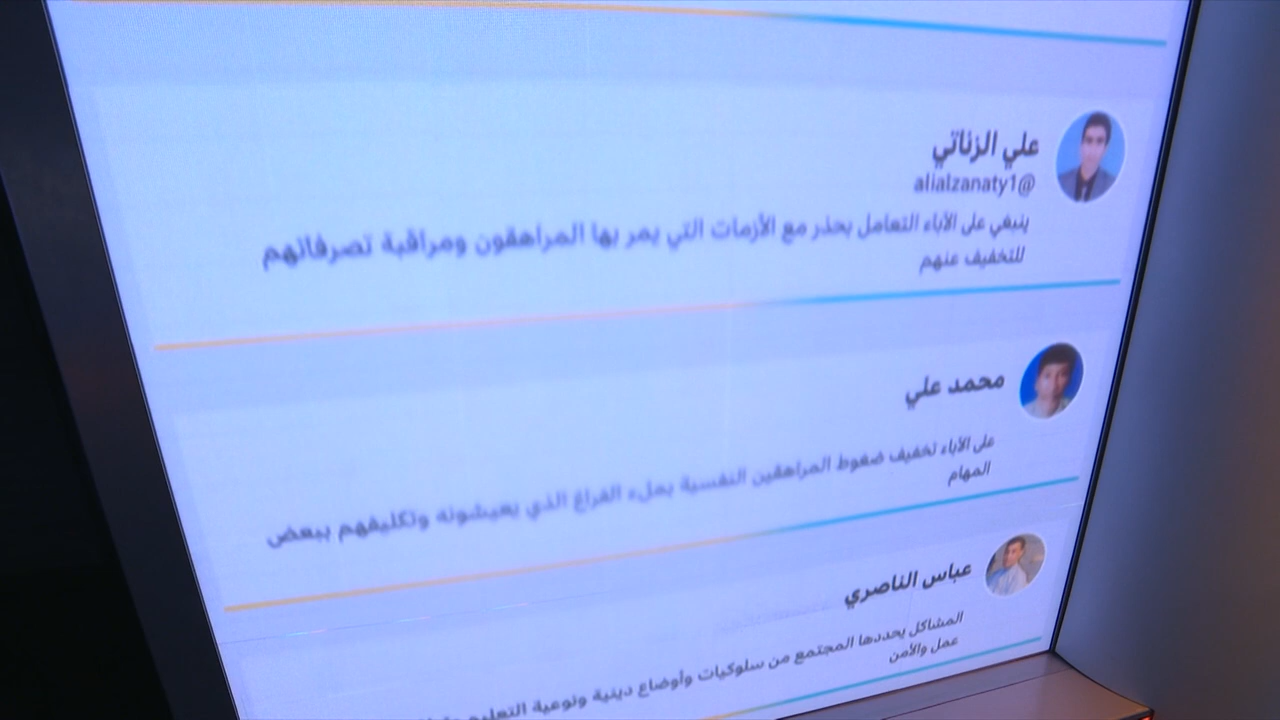 علي الزناتي
@alialzanaty1
ينبغي على الآباء التعامل بحذر مع الأزمات التي يمر بها المراهقون ومراقبة تصرفاتهم
للتخفيف عنهم
محمد علي
على الآباء تخفيف ضغوط المراهقين النفسية بملء الفراغ الذي يعيشونه وتكليفهم ببعض
المهام
عباس الناصري
المشاكل يحددها المجتمع من سلوكيات وأوضاع دينية وتوعية التعليم
عمل والأمن